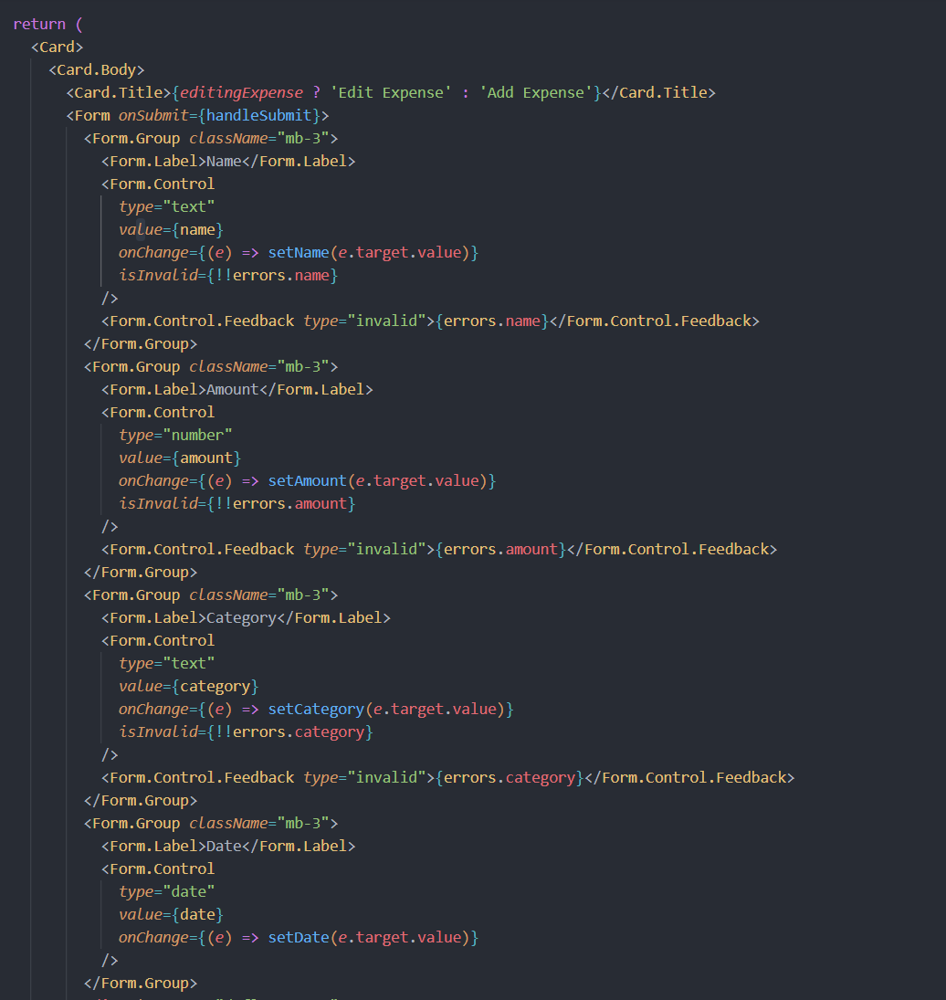 return (
<Card>
<Card.Body>
<Card.Title>{editingExpense ? 'Edit Expense' : 'Add Expense'}</Card.Title>
<Form onSubmit={handleSubmit}>
<Form.Group className="mb-3">
<Form.Label>Name</Form.Label>
<Form.Control
type="text"
value={name}
onChange={(e) => setName(e.target.value)}
isInvalid={!!errors.name}
/>
<Form.Control.Feedback type="invalid">{errors.name}</Form.Control.Feedback>
</Form.Group>
<Form.Group className="mb-3">
<Form.Label>Amount</Form.Label>
<Form.Control
type="number"
value={amount}
onChange={(e) => setAmount(e.target.value)}
isInvalid={!!errors.amount}
/>
<Form.Control.Feedback type="invalid">{errors.amount}</Form.Control.Feedback>
</Form.Group>
<Form.Group className="mb-3">
<Form.Label>Category</Form.Label>
<Form.Control
type="text"
value={category}
onChange={(e) => setCategory(e.target.value)}
isInvalid={!!errors.category}
/>
<Form.Control.Feedback type="invalid">{errors.category}</Form.Control.Feedback>
</Form.Group>
<Form.Group className="mb-3">
<Form.Label>Date</Form.Label>
<Form.Control
type="date"
value={date}
onChange={(e) => setDate(e.target.value)}
/>
</Form.Group>